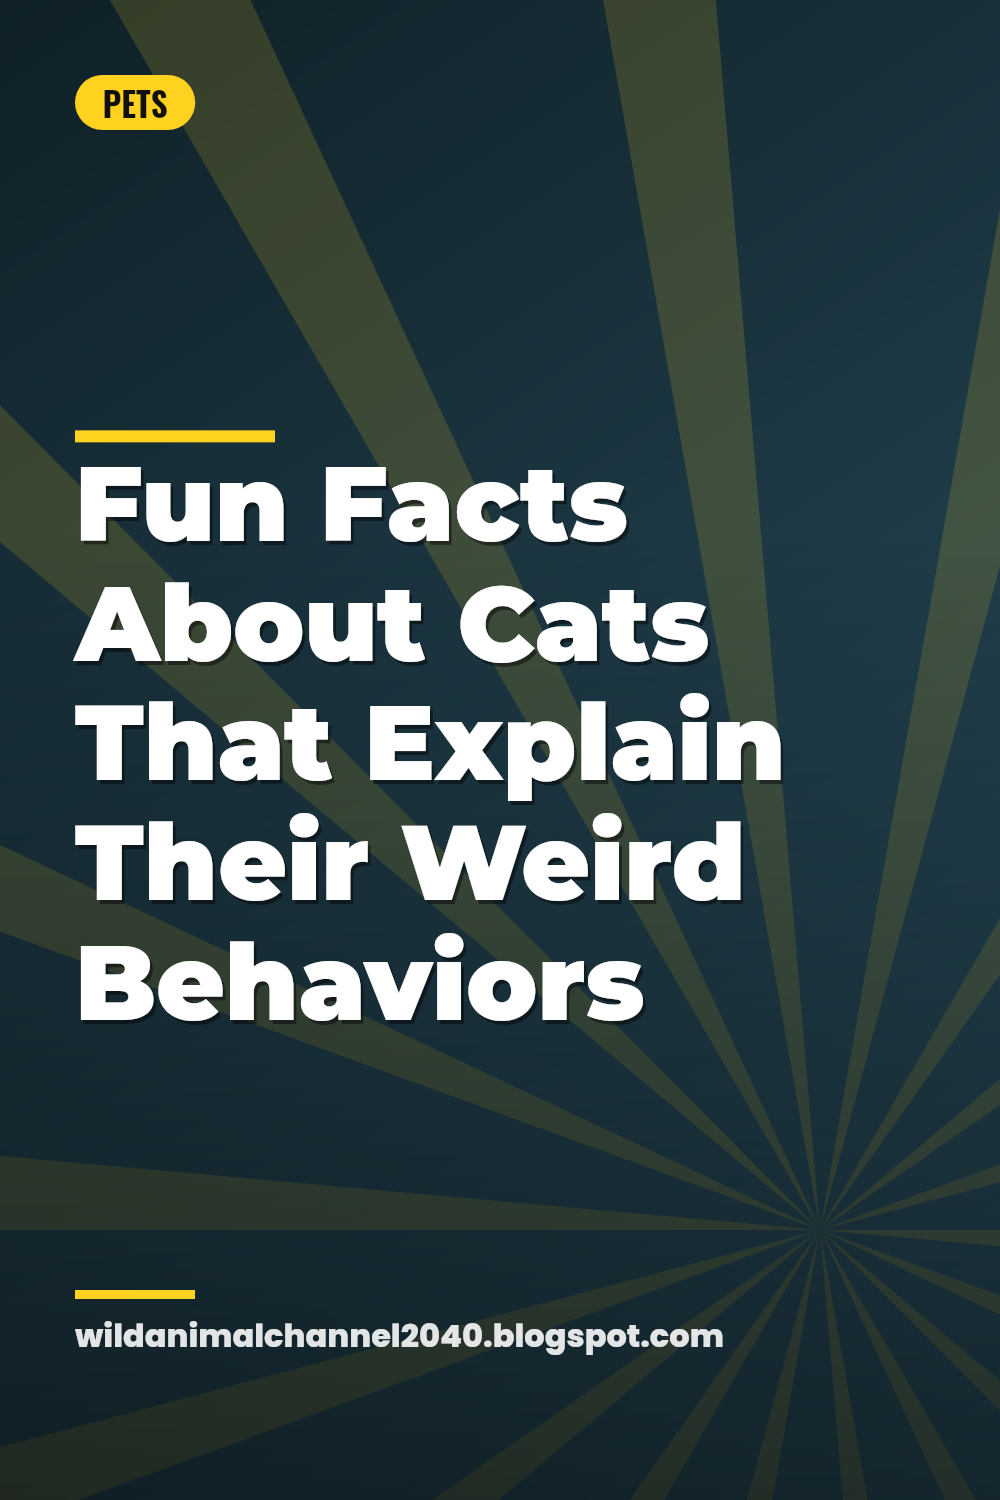 PETS
Fun Facts
About Cats
That Explain
Their Weird
Behaviors
wildanimalchannel2040.blogspot.com